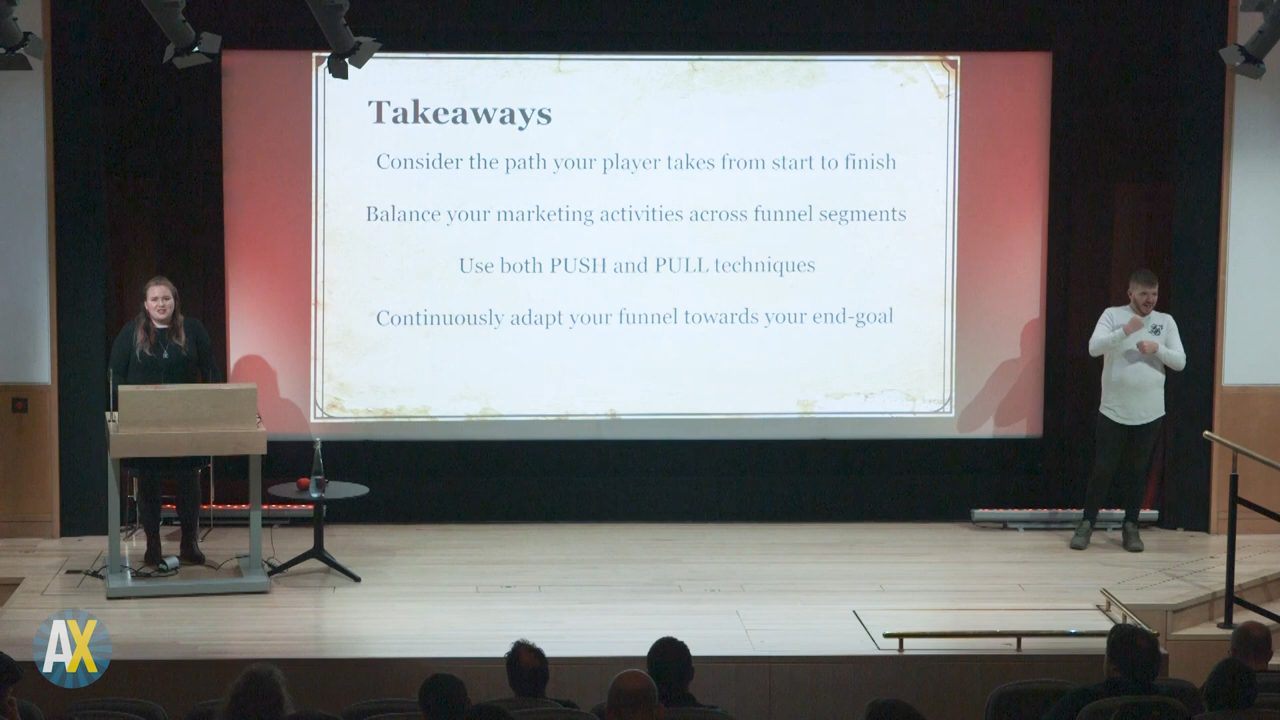 Takeaways
Consider the path your player takes from start to finish
Balance your marketing activities across funnel segments
Use both PUSH and PULL techniques
Continuously adapt your funnel towards your end-goal
AX